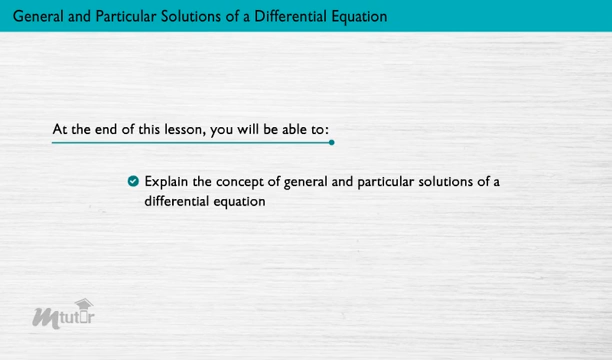 General and Particular Solutions of a Differential Equation
At the end of this lesson, you will be able to:
Explain the concept of general and particular solutions of a
differential equation
mtutor